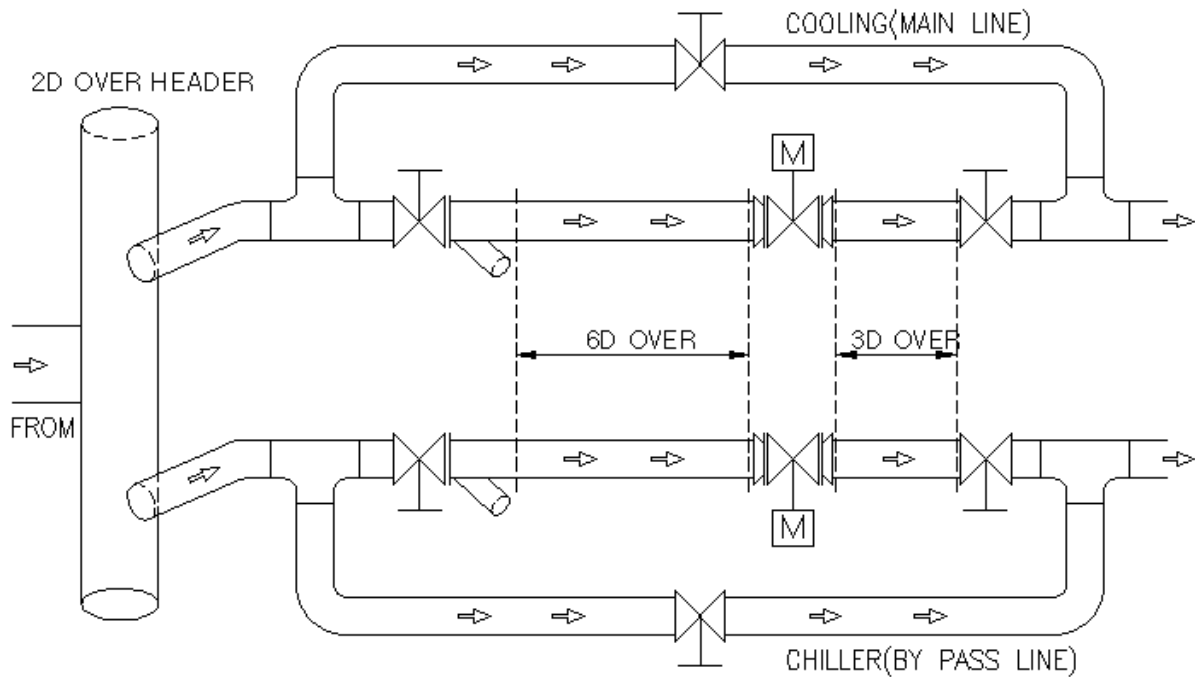 COOLING(MAIN LINE)
2D OVER HEADER
M
6D OVER
3D OVER
FROM
M
CHILLER(BY PASS LINE)